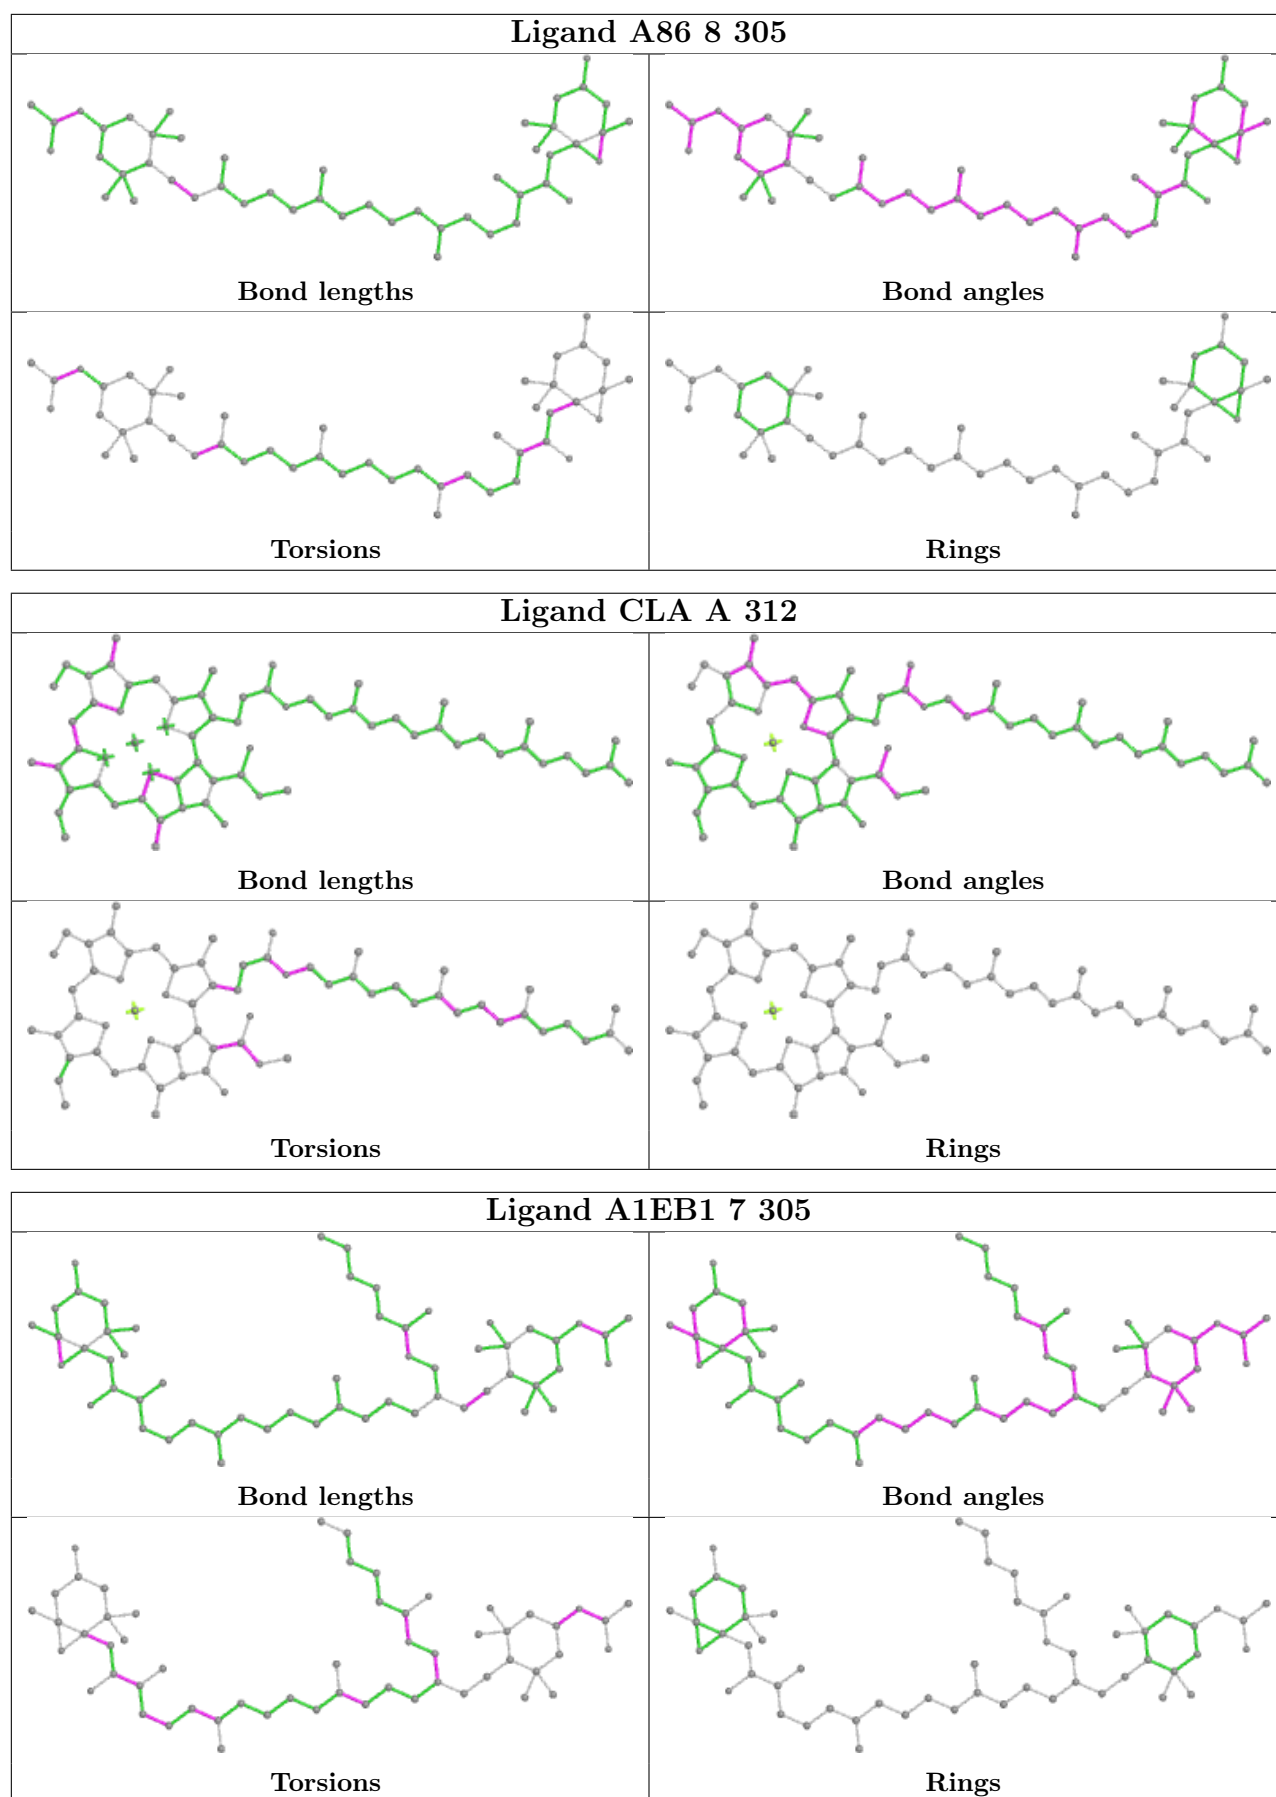 Ligand A86 8 305
Bond lengths
Bond angles
Torsions
Rings
Ligand CLA A 312
Bond lengths
Bond angles
Torsions
Rings
Ligand A1EB1 7 305
Bond lengths
Bond angles
Torsions
Rings